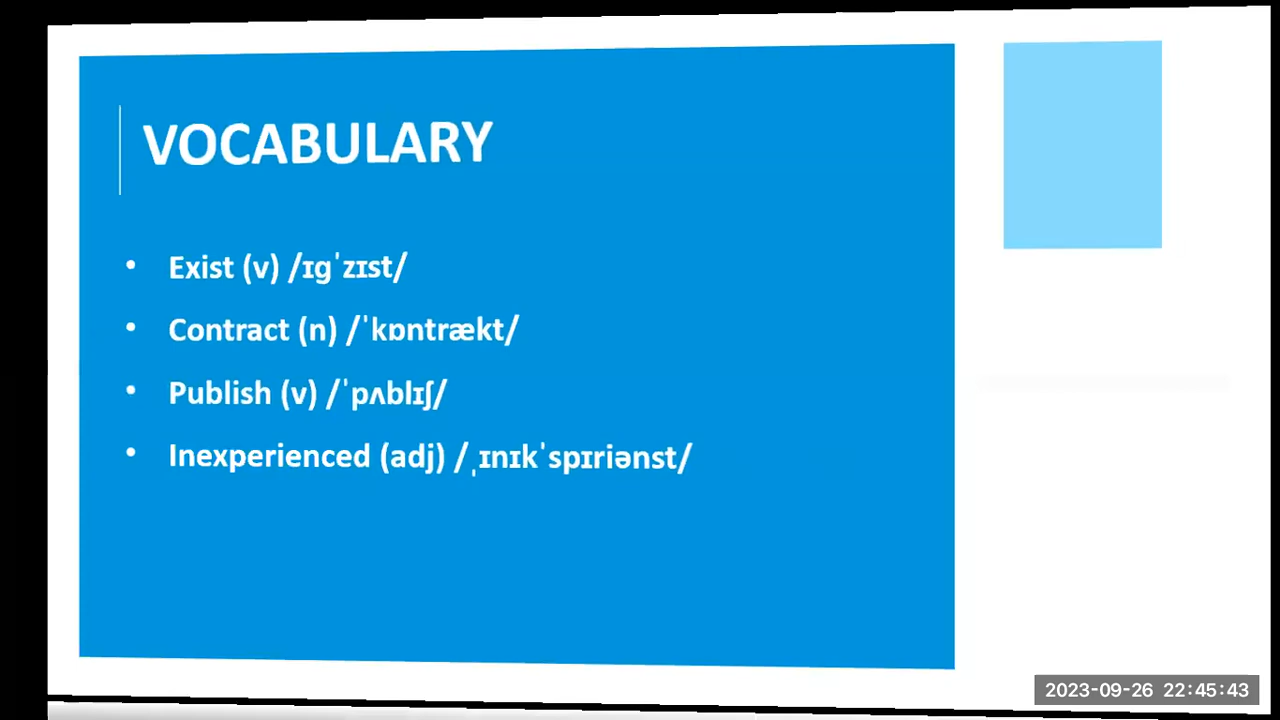 VOCABULARY
• Exist (v) /ɪɡˈzɪst/
• Contract (n) /ˈkɒntrækt/
• Publish (v) /ˈpʌblɪʃ/
• Inexperienced (adj) /ˌɪnɪkˈspɪriənst/
2023-09-26 22:45:43